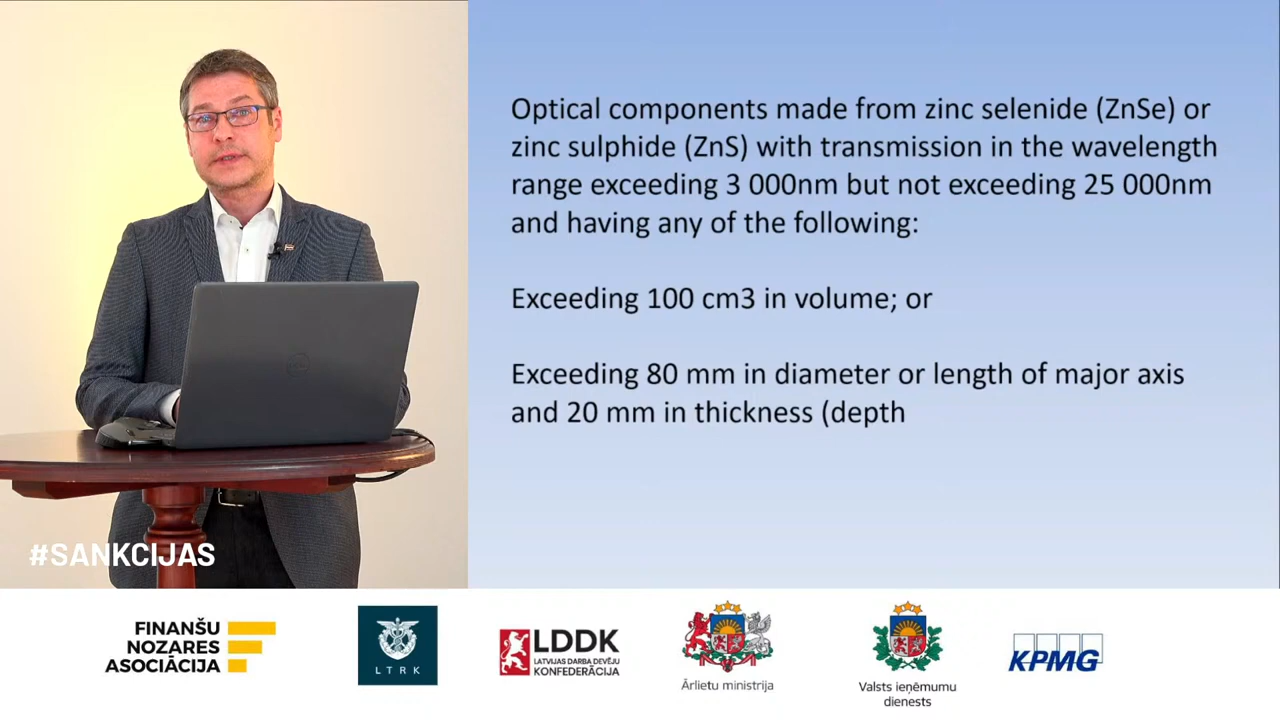 Optical components made from zinc selenide (ZnSe) or
zinc sulphide (ZnS) with transmission in the wavelength
range exceeding 3 000nm but not exceeding 25 000nm
and having any of the following:
Exceeding 100 cm3 in volume; or
Exceeding 80 mm in diameter or length of major axis
and 20 mm in thickness (depth
#SANKCIJAS
FINANŠU
NOZARES
ASOCIĀCIJA
LTRK
LDDK
LATVIJAS DARBA DEVĒJU
KONFEDERĀCIJA
Ārlietu ministrija
Valsts ieņēmumu
dienests
KPMG